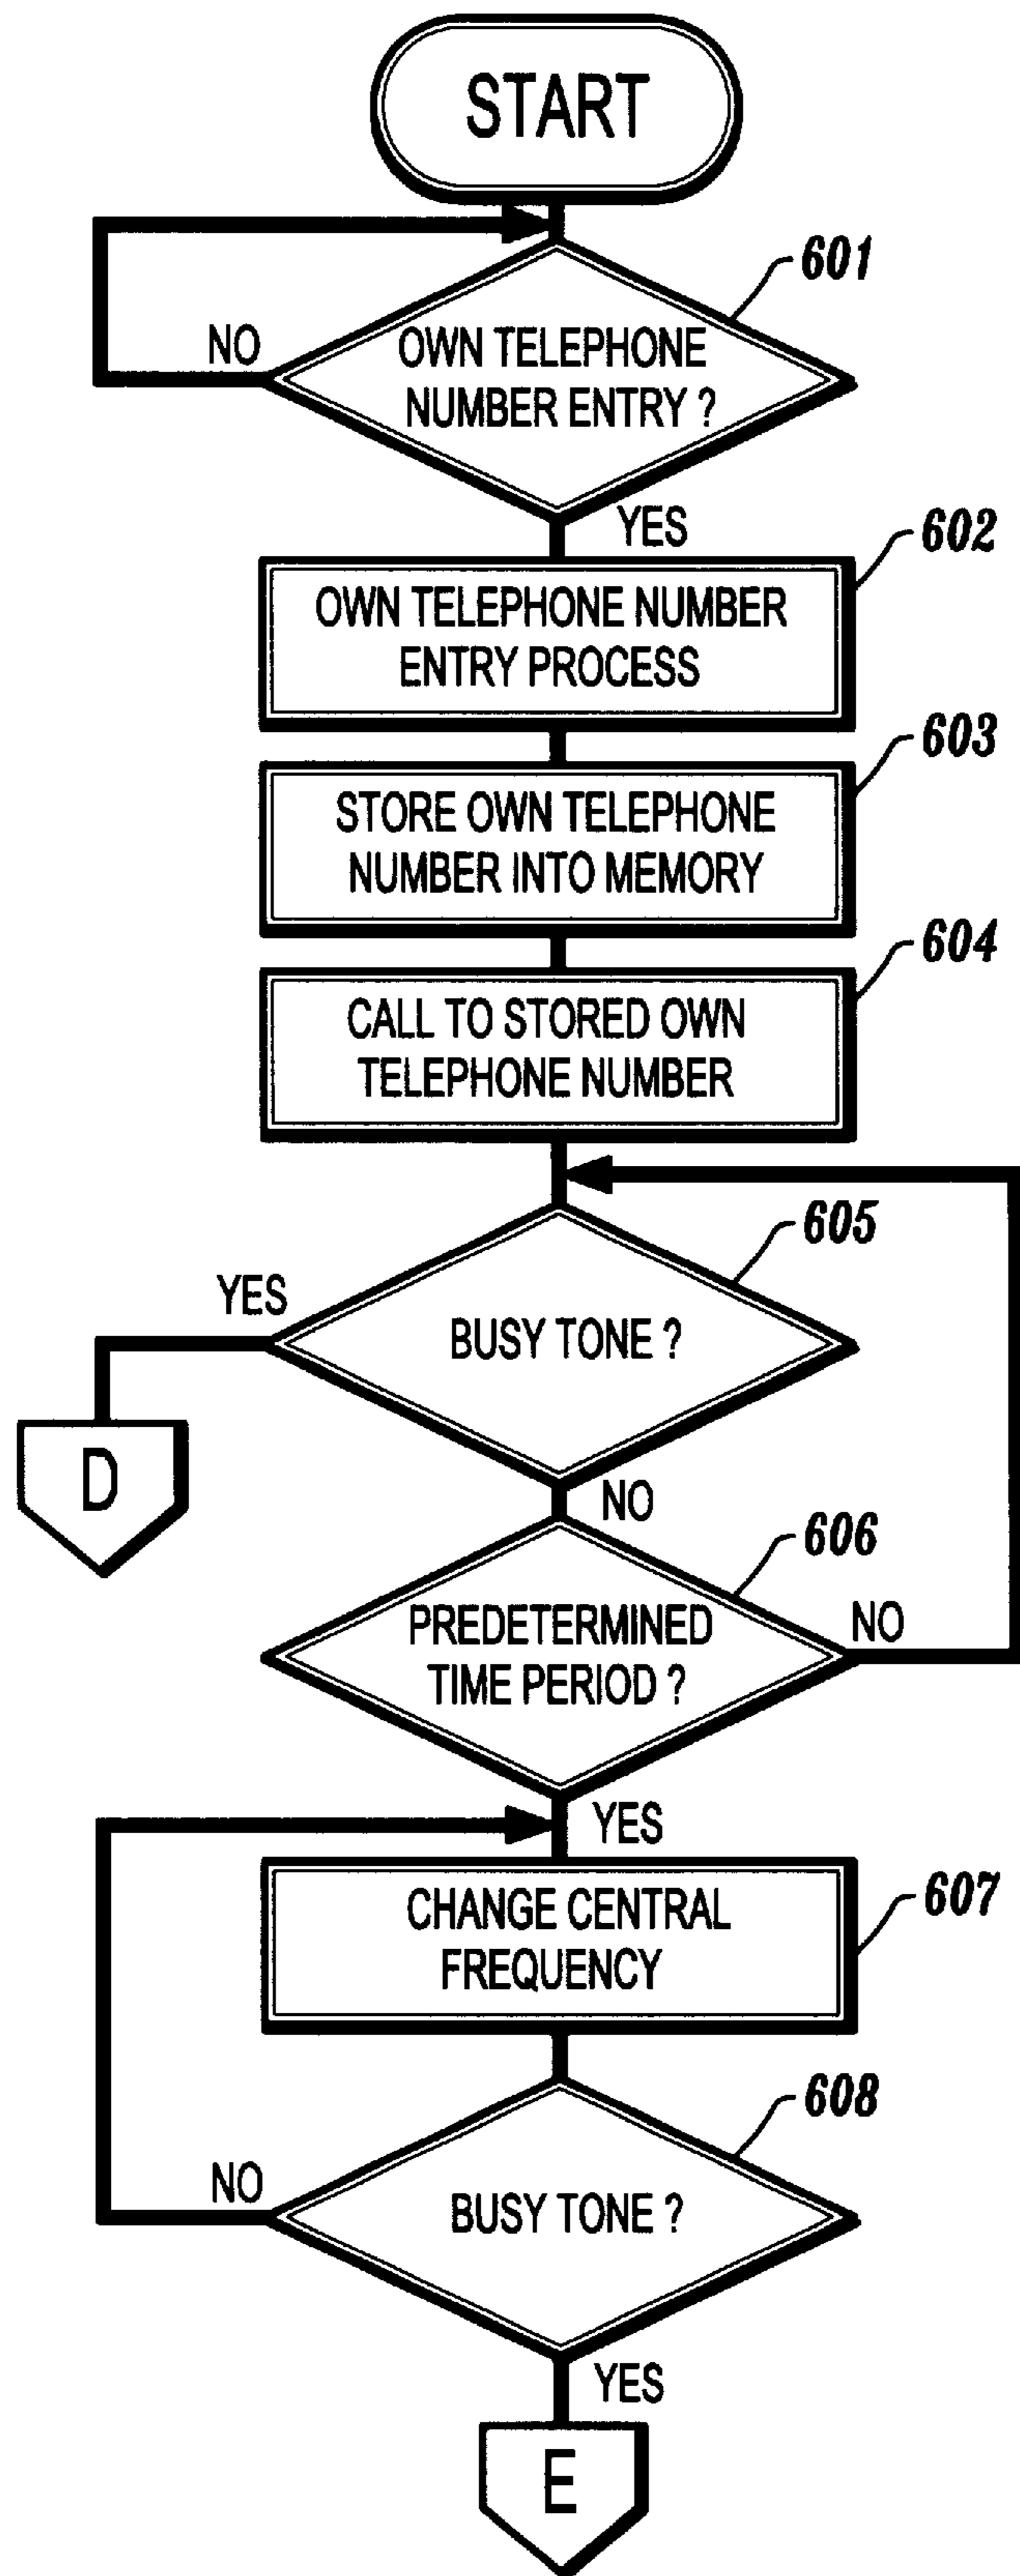 START
601
NO
OWN TELEPHONE
NUMBER ENTRY ?
YES
602
OWN TELEPHONE NUMBER
ENTRY PROCESS
603
STORE OWN TELEPHONE
NUMBER INTO MEMORY
604
CALL TO STORED OWN
TELEPHONE NUMBER
605
YES
BUSY TONE ?
D
NO
606
PREDETERMINED
TIME PERIOD ?
NO
YES
CHANGE CENTRAL
FREQUENCY
607
608
NO
BUSY TONE ?
YES
E